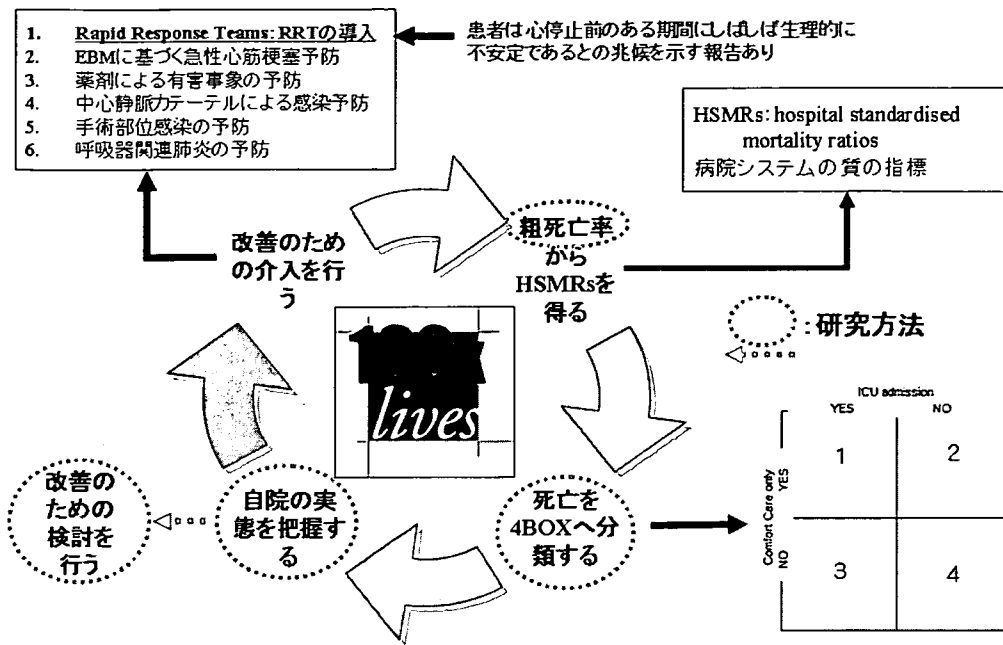 1. Rapid Response Teams: RRTの導入
2. EBMに基づく急性心筋梗塞予防
3. 薬剤による有害事象の予防
4. 中心静脈カテーテルによる感染予防
5. 手術部位感染の予防
6. 呼吸器関連肺炎の予防
患者は心停止前のある期間にしばしば生理的に
不安定であるとの兆候を示す報告あり
HSMRs: hospital standardised
mortality ratios
病院システムの質の指標
改善のため
の介入を行
う
粗死亡率
から
HSMRsを
得る
:研究方法
lives
ICU admission
YES NO
Comfort Care only
NO YES
1 2
3 4
死亡を
4BOXへ分
類する
自院の実
態を把握す
る
改善の
ための
検討を
行う